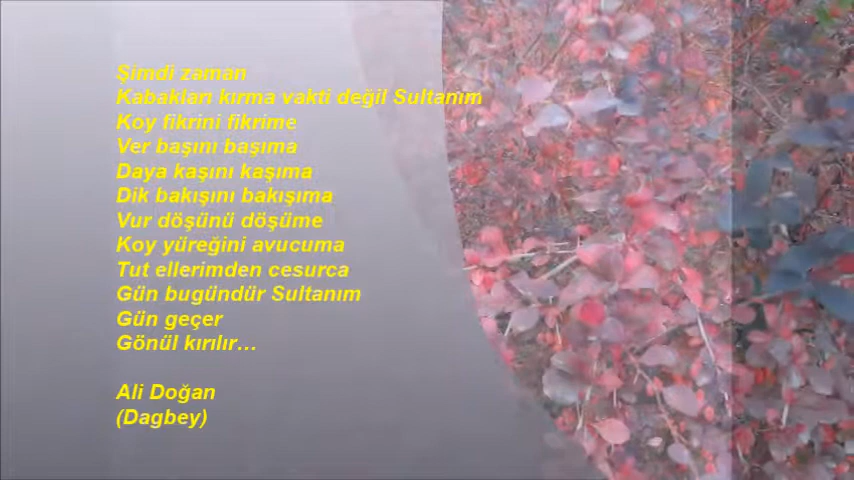 Şimdi zaman
Kabakları kırma vakti değil Sultanım
Koy fikrini fikrime
Ver başını başıma
Daya kaşını kaşıma
Dik bakışını bakışıma
Vur döşünü döşüme
Koy yüreğini avucuma
Tut ellerimden cesurca
Gün bugündür Sultanım
Gün geçer
Gönül kırılır…
Ali Doğan
(Dagbey)